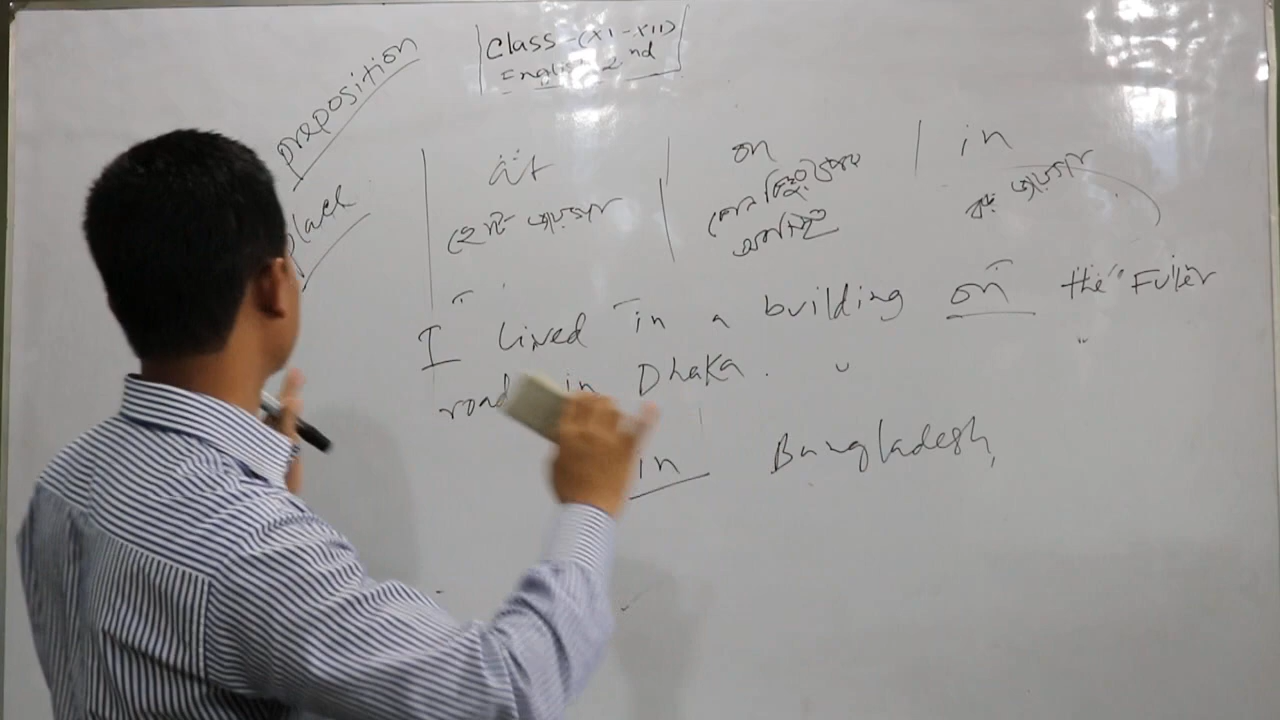 Class-(XI-XII)
English 2nd
preposition
at
on
in
ছোট জায়গা
বড় জায়গা
I lived in a building on the Fuller
road in Dhaka.
in Bangladesh,